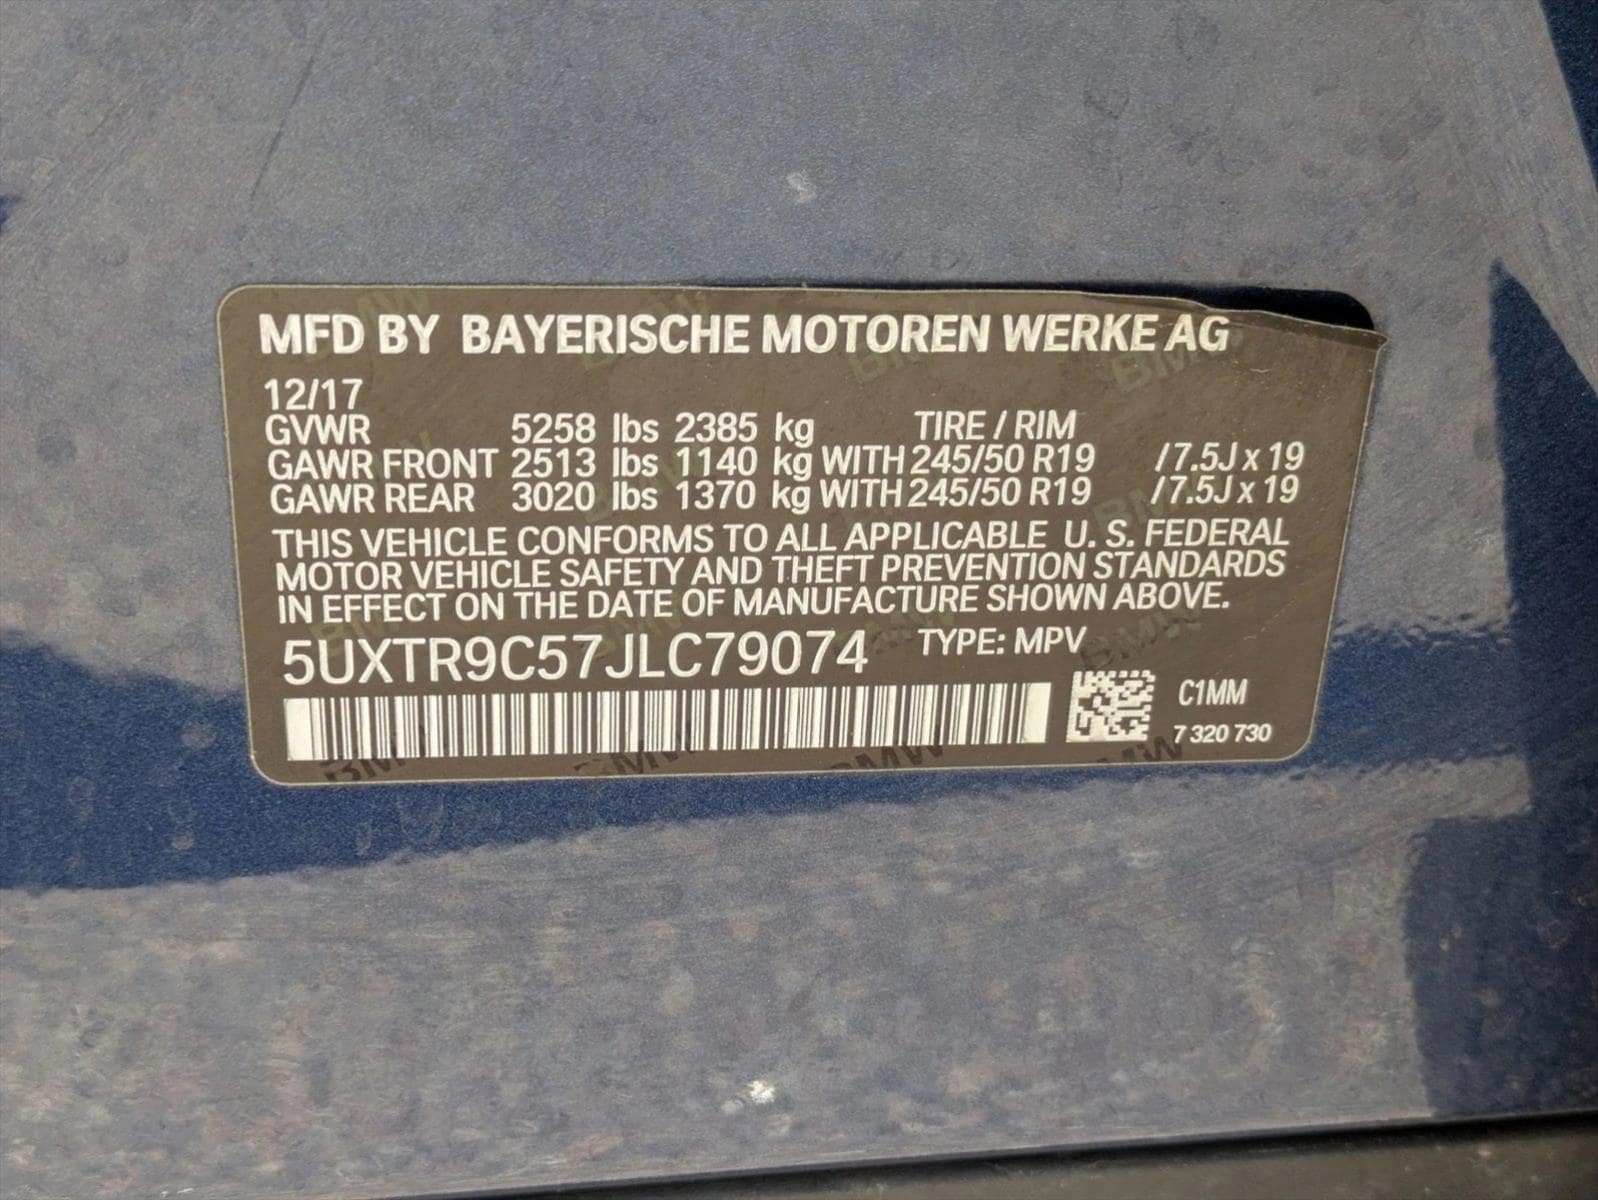 MFD BY BAYERISCHE MOTOREN WERKE AG
12/17
GVWR 5258 lbs 2385 kg TIRE / RIM
GAWR FRONT 2513 lbs 1140 kg WITH 245/50 R19 /7.5J x 19
GAWR REAR 3020 lbs 1370 kg WITH 245/50 R19 /7.5J x 19
THIS VEHICLE CONFORMS TO ALL APPLICABLE U. S. FEDERAL
MOTOR VEHICLE SAFETY AND THEFT PREVENTION STANDARDS
IN EFFECT ON THE DATE OF MANUFACTURE SHOWN ABOVE.
5UXTR9C57JLC79074 TYPE: MPV
C1MM
7 320 730